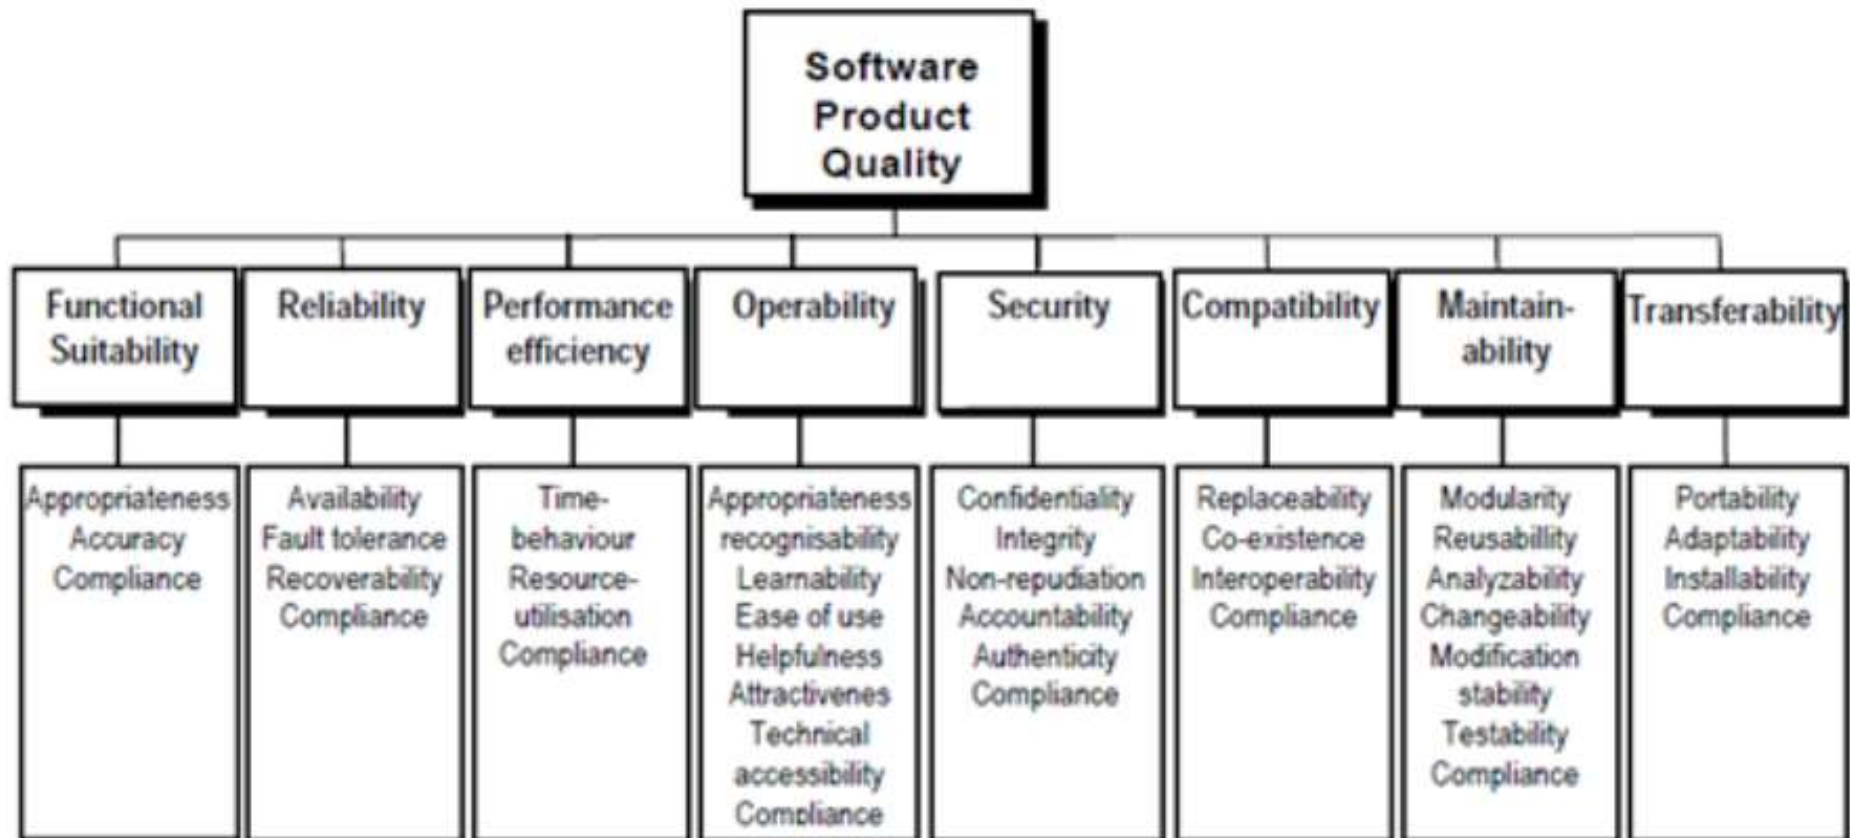 Software
Product
Quality
Functional
Suitability
Reliability
Performance
efficiency
Operability
Security
Compatibility
Maintain-
ability
Transferability
Appropriateness
Accuracy
Compliance
Availability
Fault tolerance
Recoverability
Compliance
Time-
behaviour
Resource-
utilisation
Compliance
Appropriateness
recognisability
Learnability
Ease of use
Helpfulness
Attractivenes
Technical
accessibility
Compliance
Confidentiality
Integrity
Non-repudiation
Accountability
Authenticity
Compliance
Replaceability
Co-existence
Interoperability
Compliance
Modularity
Reusabillity
Analyzability
Changeability
Modification
stability
Testability
Compliance
Portability
Adaptability
Installability
Compliance